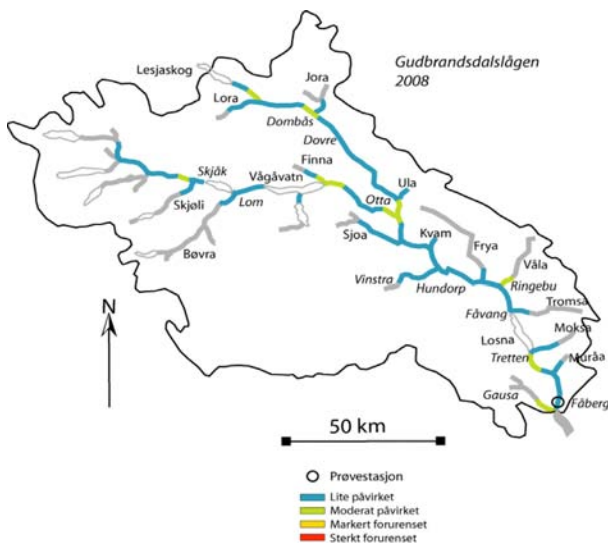 Gudbrandsdalslågen
2008
Lesjaskog
Jora
Lora
Dombås
Dovre
Finna
Skjåk
Vågåvatn
Ula
Otta
Skjøli
Lom
Sjoa
Kvam
Frya
Bøvra
Våla
Vinstra
Hundorp
Ringebu
Tromsa
Fåvang
N
Losna
Moksa
Tretten
Muråa
Gausa
Fåberg
50 km
Prøvestasjon
Lite påvirket
Moderat påvirket
Markert forurenset
Sterkt forurenset